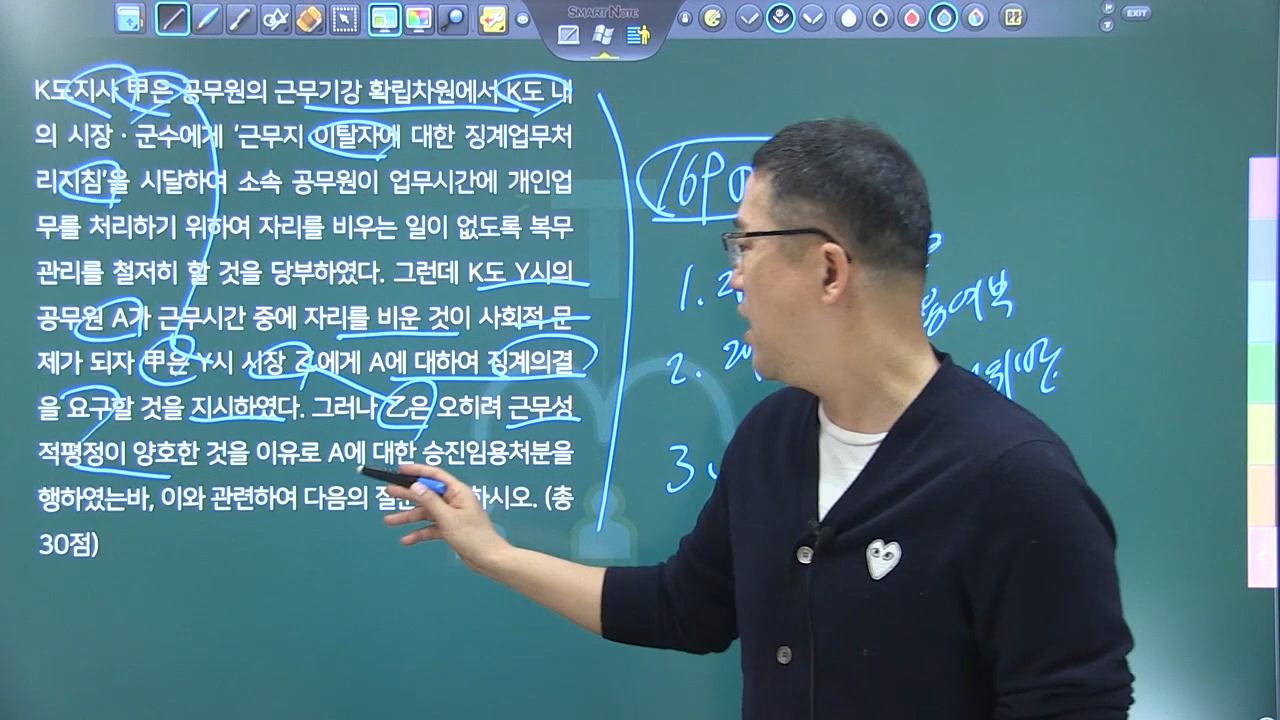 SMART NOTE
EXIT
K도지사 甲은 공무원의 근무기강 확립차원에서 K도 내
의 시장 · 군수에게 '근무지 이탈자에 대한 징계업무처
리지침'을 시달하여 소속 공무원이 업무시간에 개인업
무를 처리하기 위하여 자리를 비우는 일이 없도록 복무
관리를 철저히 할 것을 당부하였다. 그런데 K도 Y시의
공무원 A가 근무시간 중에 자리를 비운 것이 사회적 문
제가 되자 甲은 Y시 시장 乙에게 A에 대하여 징계의결
을 요구할 것을 지시하였다. 그러나 乙은 오히려 근무성
적평정이 양호한 것을 이유로 A에 대한 승진임용처분을
행하였는바, 이와 관련하여 다음의 하시오. (총
30점)
1.
여부
2.
3.